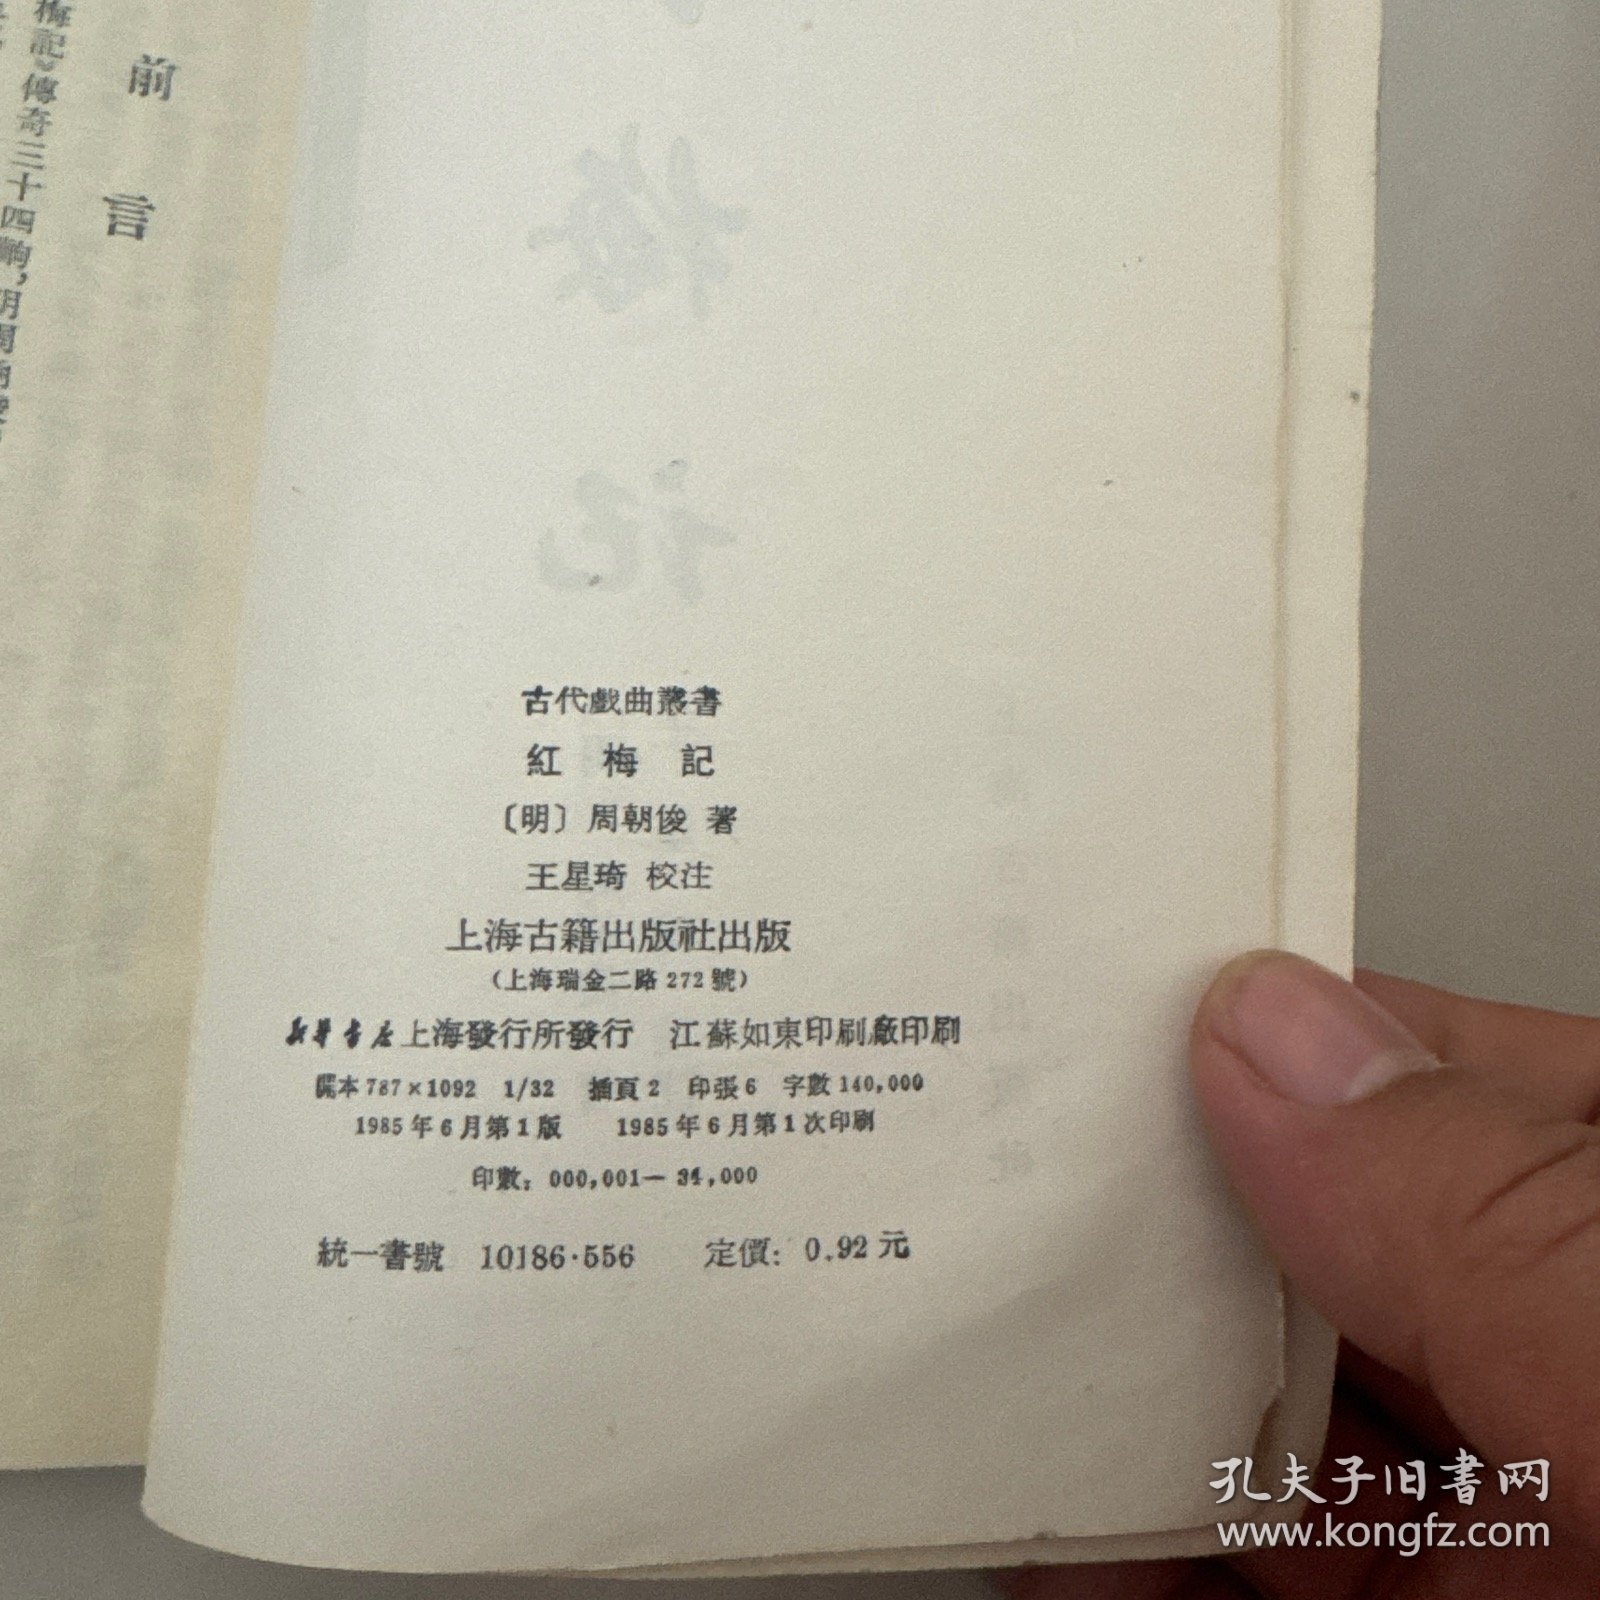 前言
梅記》傳奇三十四齣,明周朝俊
古代戲曲叢書
紅梅記
〔明〕周朝俊 著
王星琦 校注
上海古籍出版社出版
(上海瑞金二路272號)
新華書店上海發行所發行 江蘇如東印刷廠印刷
開本787×1092 1/32 插頁2 印張6 字數140,000
1985年6月第1版 1985年6月第1次印刷
印數:000,001—34,000
統一書號 10186·556 定價:0.92元
孔夫子旧书网
www.kongfz.com